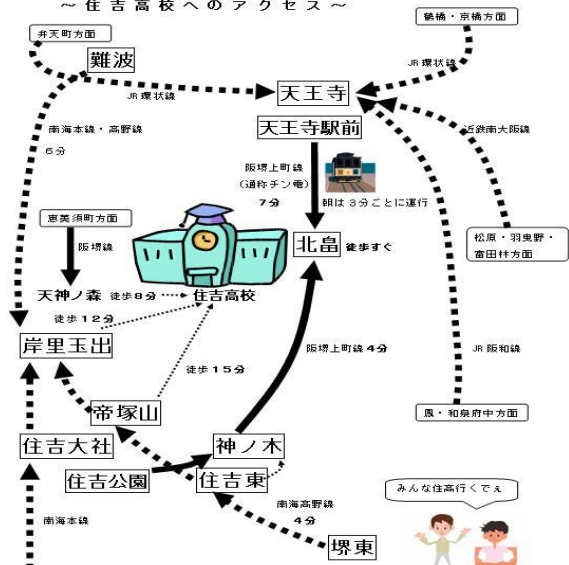 ～住吉高校へのアクセス～
鶴橋・京橋方面
弁天町方面
難波
JR環状線
JR環状線
天王寺
天王寺駅前
南海本線・高野線
6分
近鉄南大阪線
阪堺上町線
(通称チン電)
7分
朝は3分ごとに運行
恵美須町方面
阪堺線
北畠 徒歩すぐ
松原・羽曳野・
富田林方面
天神ノ森 徒歩8分
住吉高校
徒歩12分
岸里玉出
阪堺上町線4分
JR阪和線
徒歩15分
帝塚山
鳳・和泉府中方面
住吉大社
神ノ木
住吉公園
住吉東
みんな住高行くでぇ
南海本線
南海高野線
4分
堺東